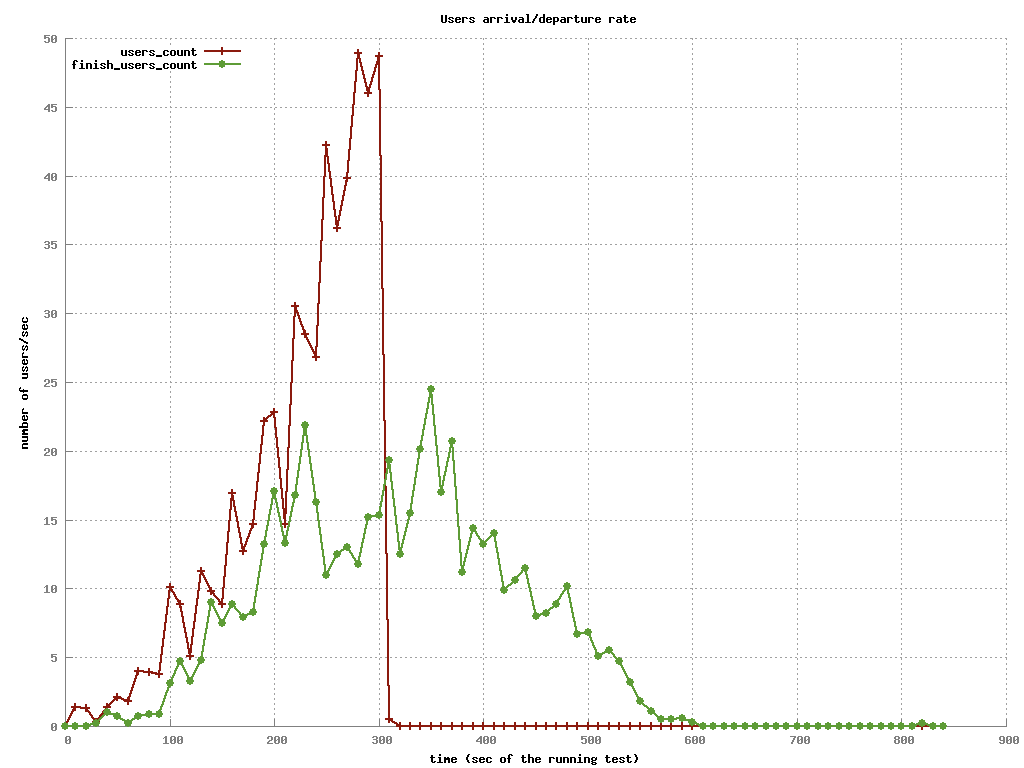 Users arrival/departure rate
users_count
finish_users_count
50
45
40
35
30
25
20
15
10
5
0
number of users/sec
0 100 200 300 400 500 600 700 800 900
time (sec of the running test)